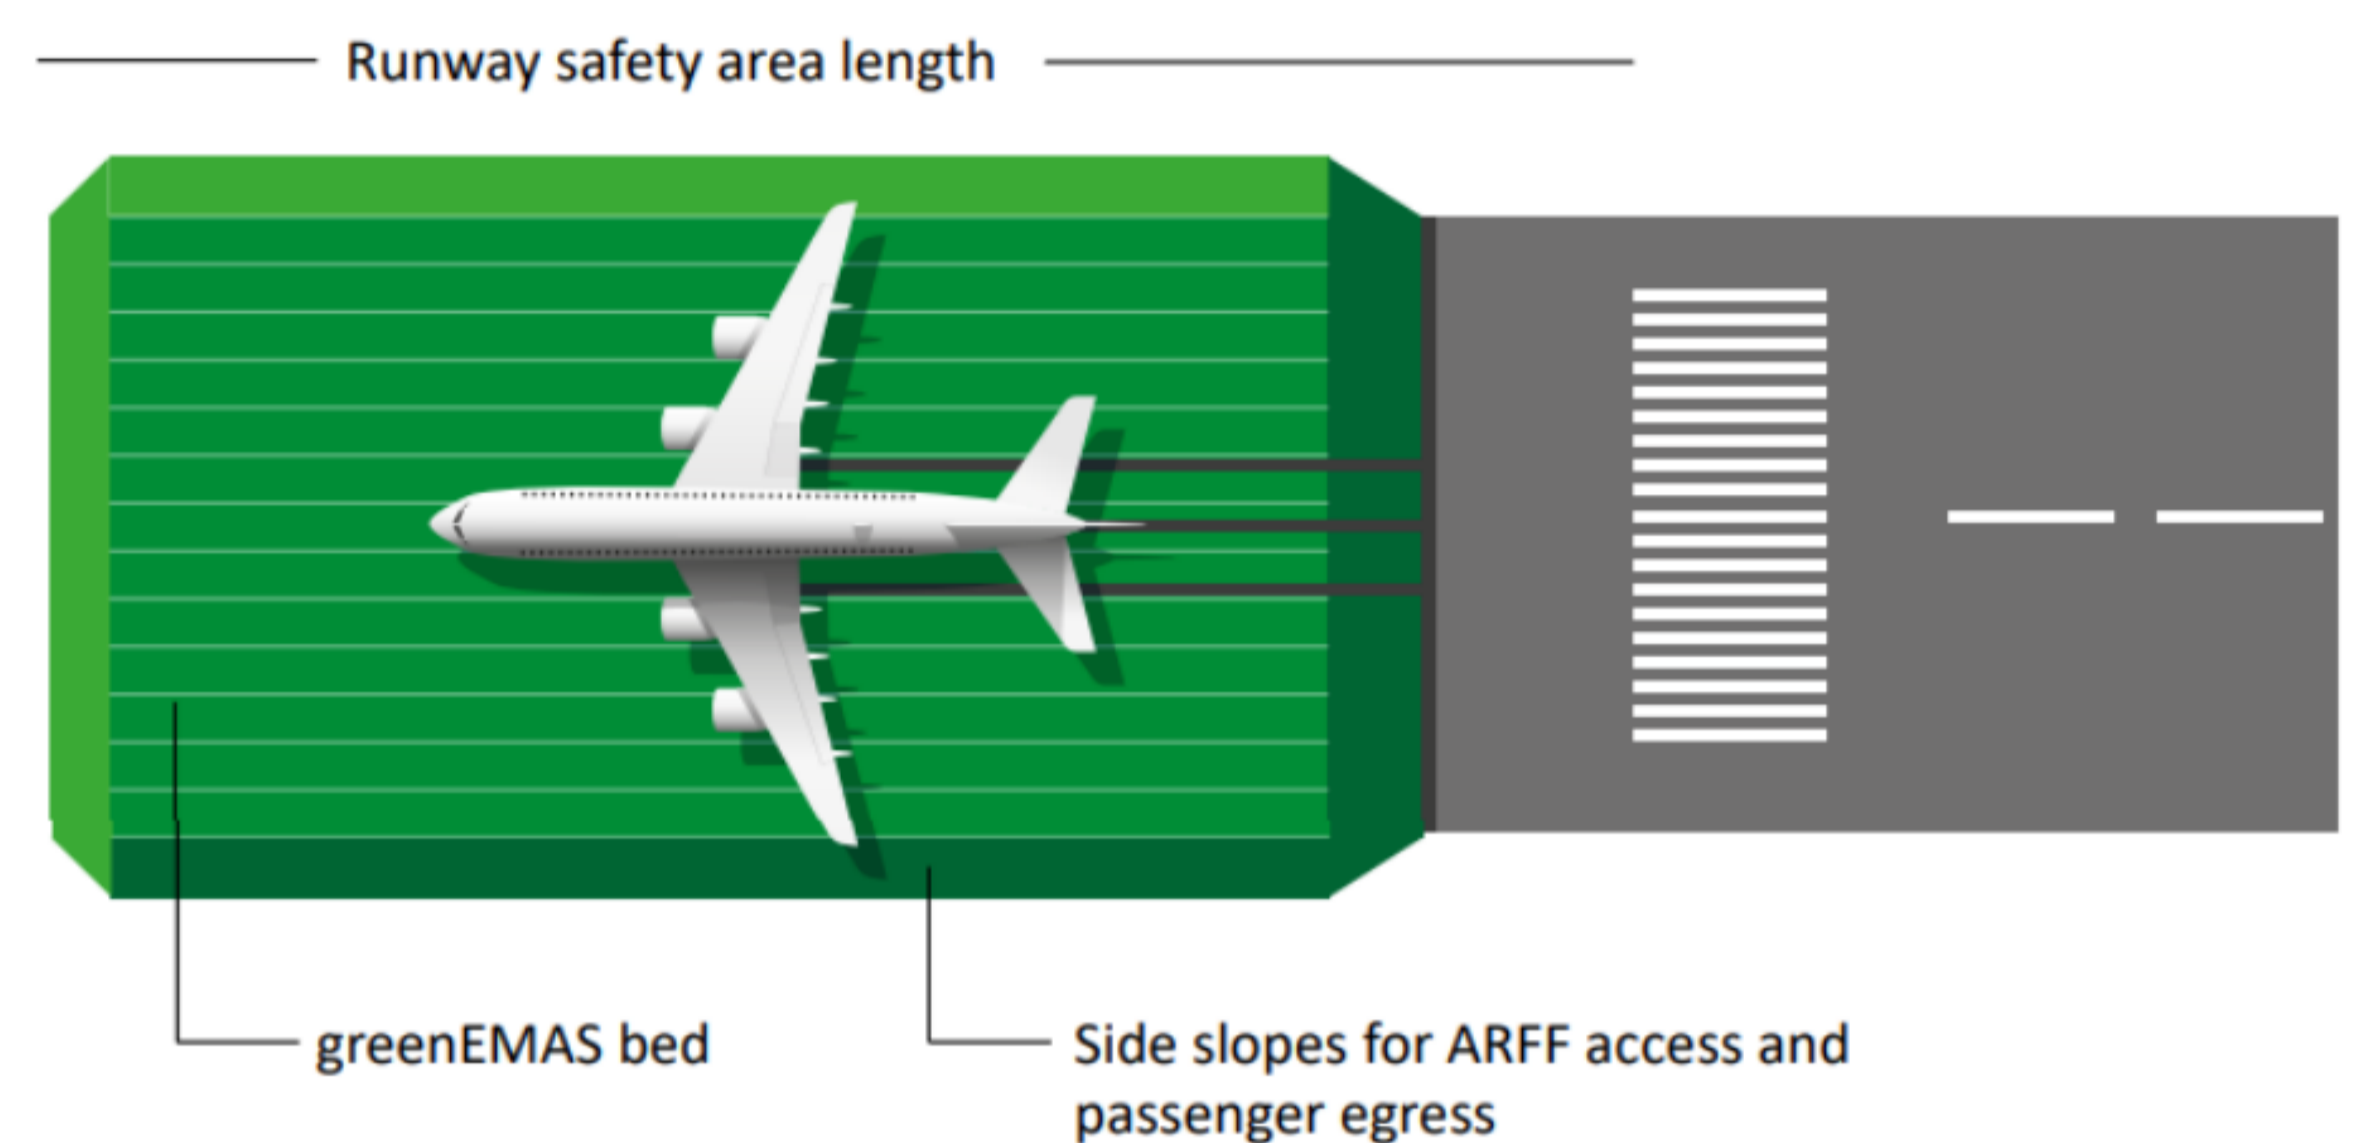 Runway safety area length
greenEMAS bed
Side slopes for ARFF access and
passenger egress